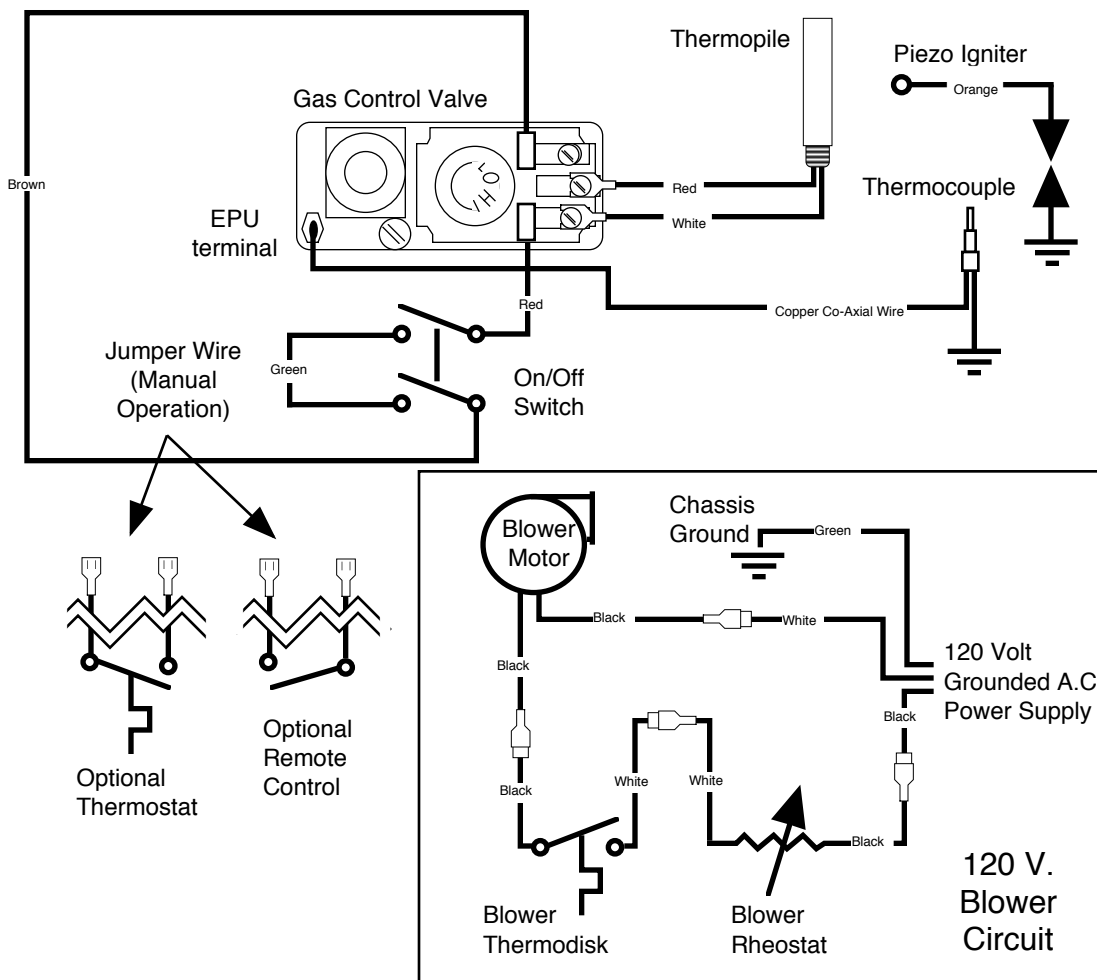 Thermopile
Piezo Igniter
Orange
Gas Control Valve
Brown
HI
LO
Red
Thermocouple
White
EPU
terminal
Red
Copper Co-Axial Wire
Jumper Wire
(Manual
Operation)
Green
On/Off
Switch
Optional
Thermostat
Optional
Remote
Control
Blower
Motor
Chassis
Ground
Green
Black
White
120 Volt
Grounded A.C
Power Supply
Black
Black
Black
White
White
Black
Blower
Thermodisk
Blower
Rheostat
120 V.
Blower
Circuit